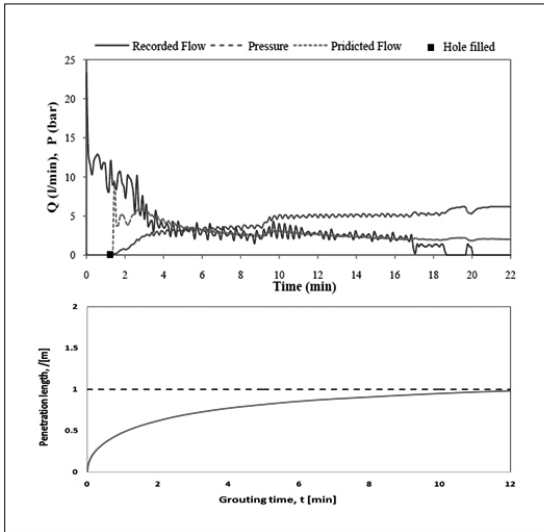 Recorded Flow Pressure Pridicted Flow Hole filled
25
20
15
10
5
0
Q (l/min), P (bar)
0 2 4 6 8 10 12 14 16 18 20 22
Time (min)
2
1.5
1
0.5
0
Penetration length, I[m]
0 2 4 6 8 10 12
Grouting time, t [min]